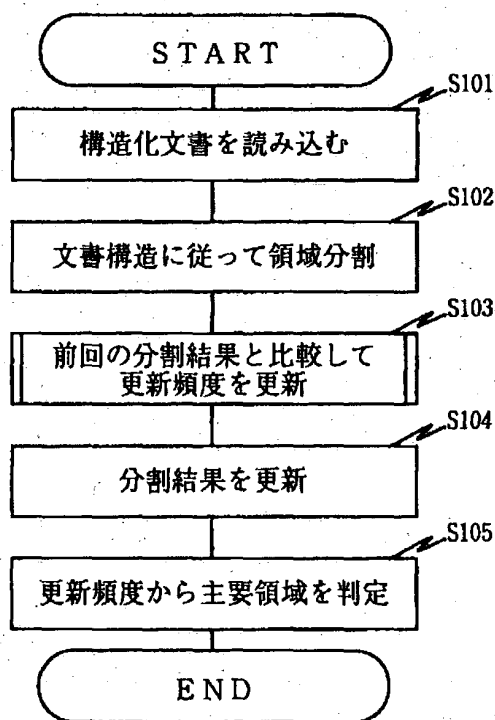 START
S101
構造化文書を読み込む
S102
文書構造に従って領域分割
S103
前回の分割結果と比較して
更新頻度を更新
S104
分割結果を更新
S105
更新頻度から主要領域を判定
END